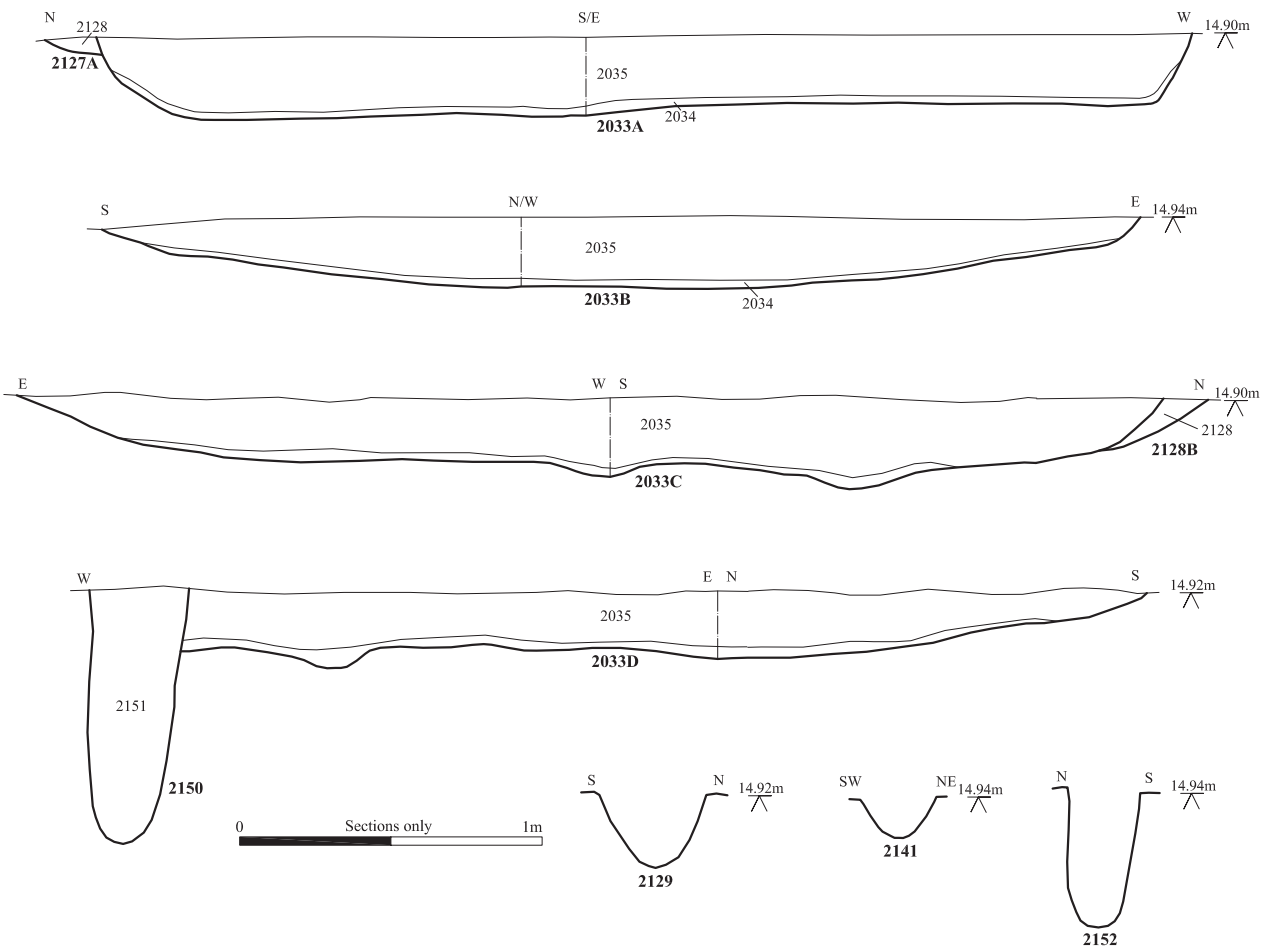 N
2128
S/E
W
14.90m
2127A
2035
2034
2033A
S
N/W
E
14.94m
2035
2034
2033B
E
W S
N
14.90m
2035
2128
2128B
2033C
W
E N
S
14.92m
2035
2033D
2151
2150
0 Sections only 1m
S N 14.92m
2129
SW NE 14.94m
2141
N S 14.94m
2152